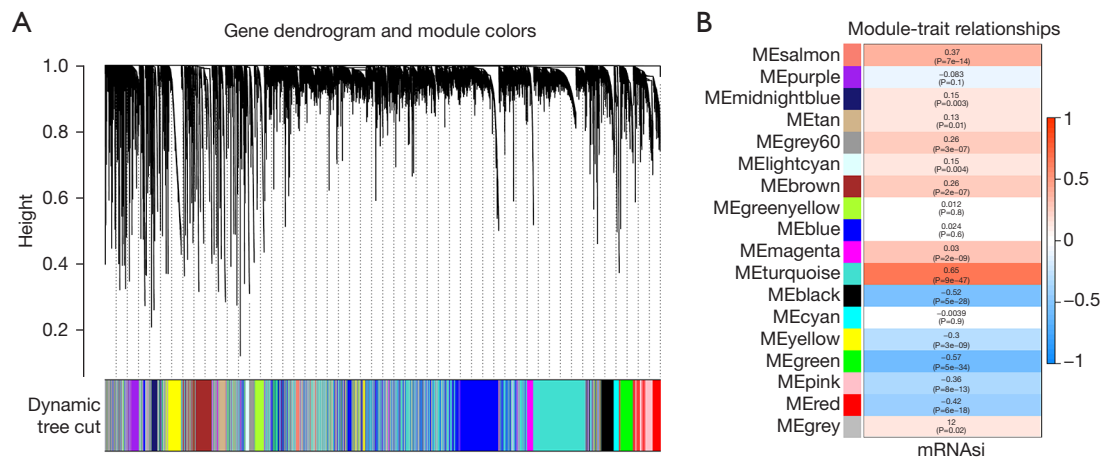 A
Gene dendrogram and module colors
Height
1.0
0.8
0.6
0.4
0.2
Dynamic
tree cut
B
Module-trait relationships
MEsalmon
0.37
(P=7e−14)
MEpurple
−0.083
(P=0.1)
MEmidnightblue
0.15
(P=0.003)
MEtan
0.13
(P=0.01)
MEgrey60
0.26
(P=3e−07)
MElightcyan
0.15
(P=0.004)
MEbrown
0.26
(P=2e−07)
MEgreenyellow
0.012
(P=0.8)
MEblue
0.024
(P=0.6)
MEmagenta
0.03
(P=2e−09)
MEturquoise
0.65
(P=9e−47)
MEblack
−0.52
(P=5e−28)
MEcyan
−0.0039
(P=0.9)
MEyellow
−0.3
(P=3e−09)
MEgreen
−0.57
(P=5e−34)
MEpink
−0.36
(P=8e−13)
MEred
−0.42
(P=6e−18)
MEgrey
12
(P=0.02)
mRNAsi
1
0.5
0
−0.5
−1